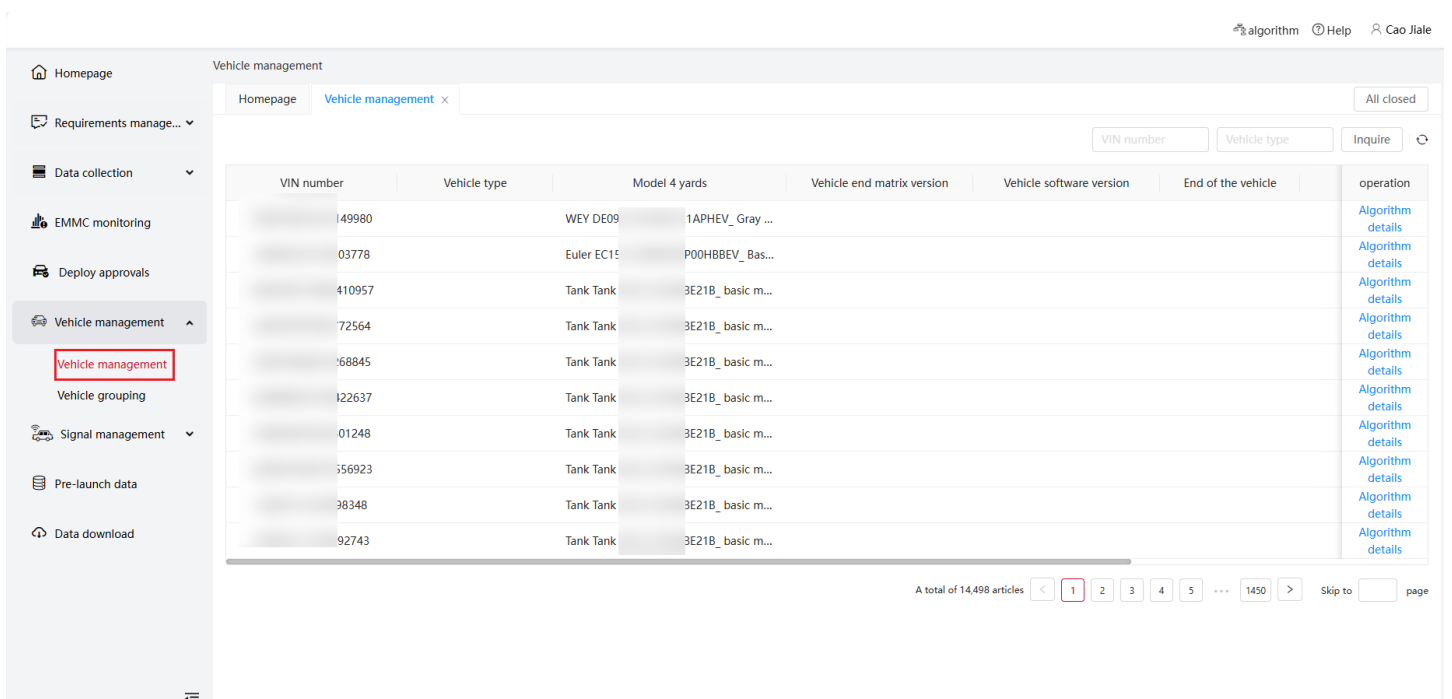 algorithm Help Cao Jiale
Homepage
Requirements manage...
Data collection
EMMC monitoring
Deploy approvals
Vehicle management
Vehicle management
Vehicle grouping
Signal management
Pre-launch data
Data download
Vehicle management
Homepage Vehicle management × All closed
VIN number Vehicle type Inquire
VIN number Vehicle type Model 4 yards Vehicle end matrix version Vehicle software version End of the vehicle operation
149980 WEY DE09 1APHEV_ Gray ... Algorithm
details
03778 Euler EC15 P00HBBEV_ Bas... Algorithm
details
410957 Tank Tank 3E21B_ basic m... Algorithm
details
72564 Tank Tank 3E21B_ basic m... Algorithm
details
68845 Tank Tank 3E21B_ basic m... Algorithm
details
422637 Tank Tank 3E21B_ basic m... Algorithm
details
01248 Tank Tank 3E21B_ basic m... Algorithm
details
556923 Tank Tank 3E21B_ basic m... Algorithm
details
98348 Tank Tank 3E21B_ basic m... Algorithm
details
92743 Tank Tank 3E21B_ basic m... Algorithm
details
A total of 14,498 articles < 1 2 3 4 5 ••• 1450 > Skip to page